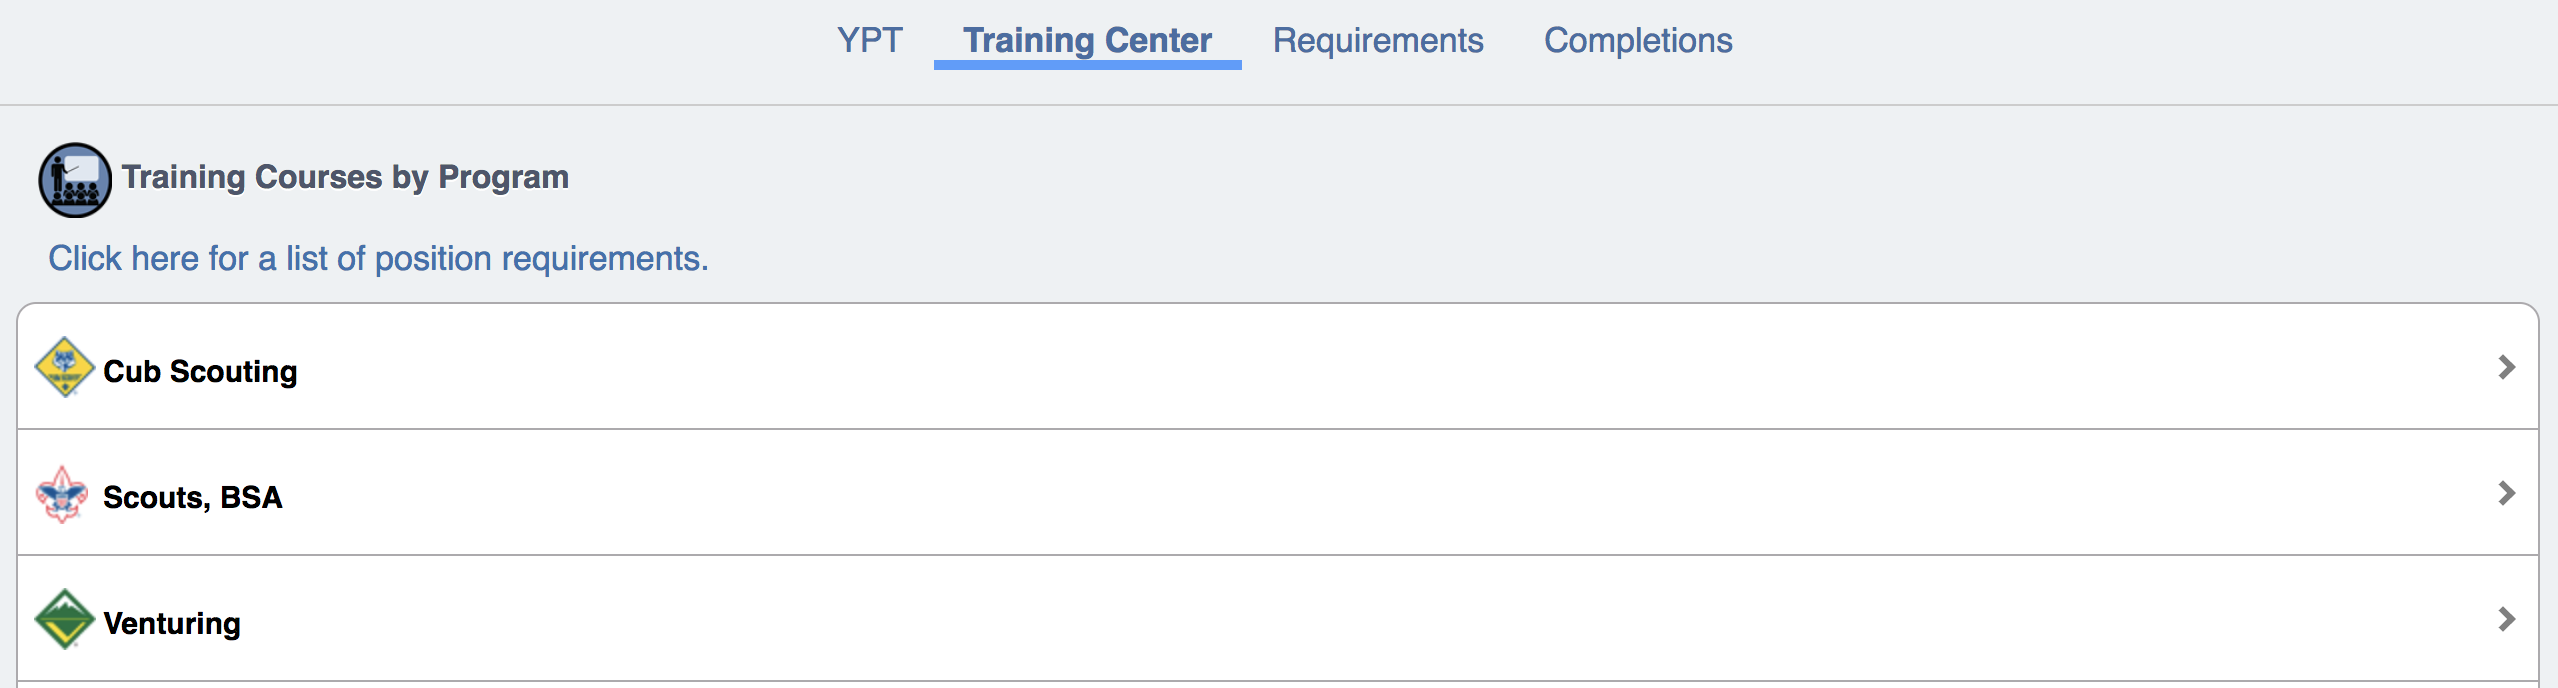 YPT Training Center Requirements Completions
Training Courses by Program
Click here for a list of position requirements.
Cub Scouting
Scouts, BSA
Venturing